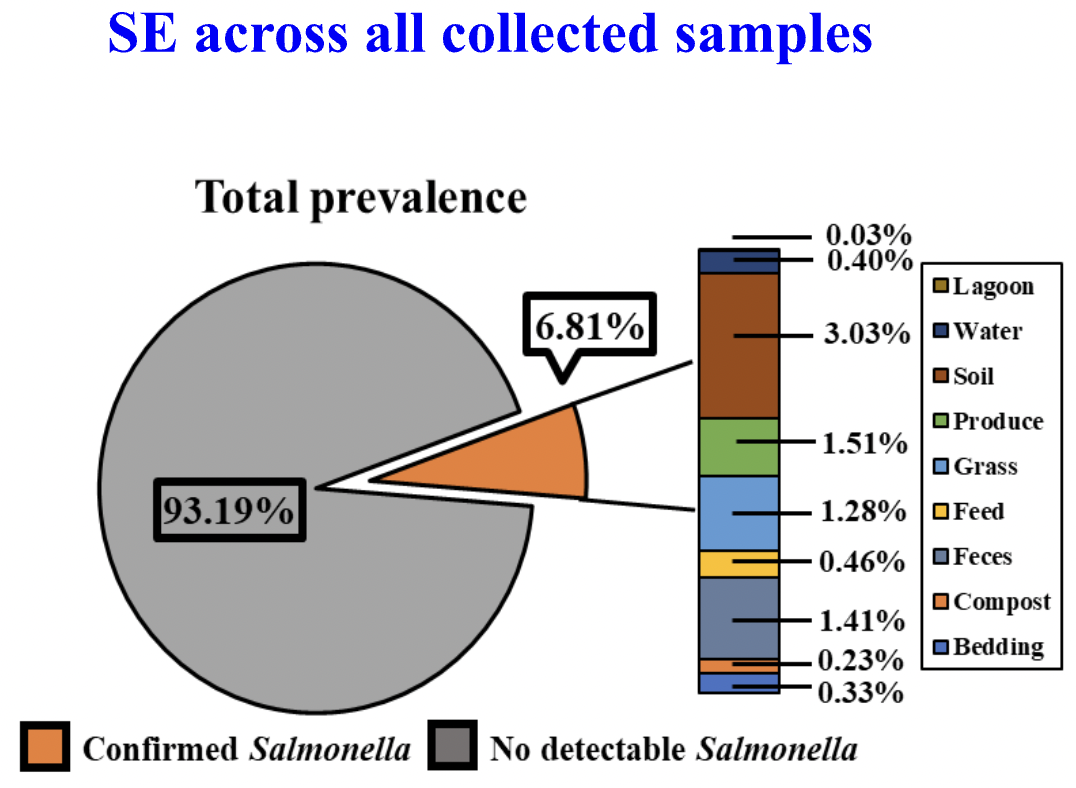 SE across all collected samples
Total prevalence
0.03%
0.40%
3.03%
1.51%
1.28%
0.46%
1.41%
0.23%
0.33%
6.81%
93.19%
Lagoon
Water
Soil
Produce
Grass
Feed
Feces
Compost
Bedding
Confirmed Salmonella
No detectable Salmonella